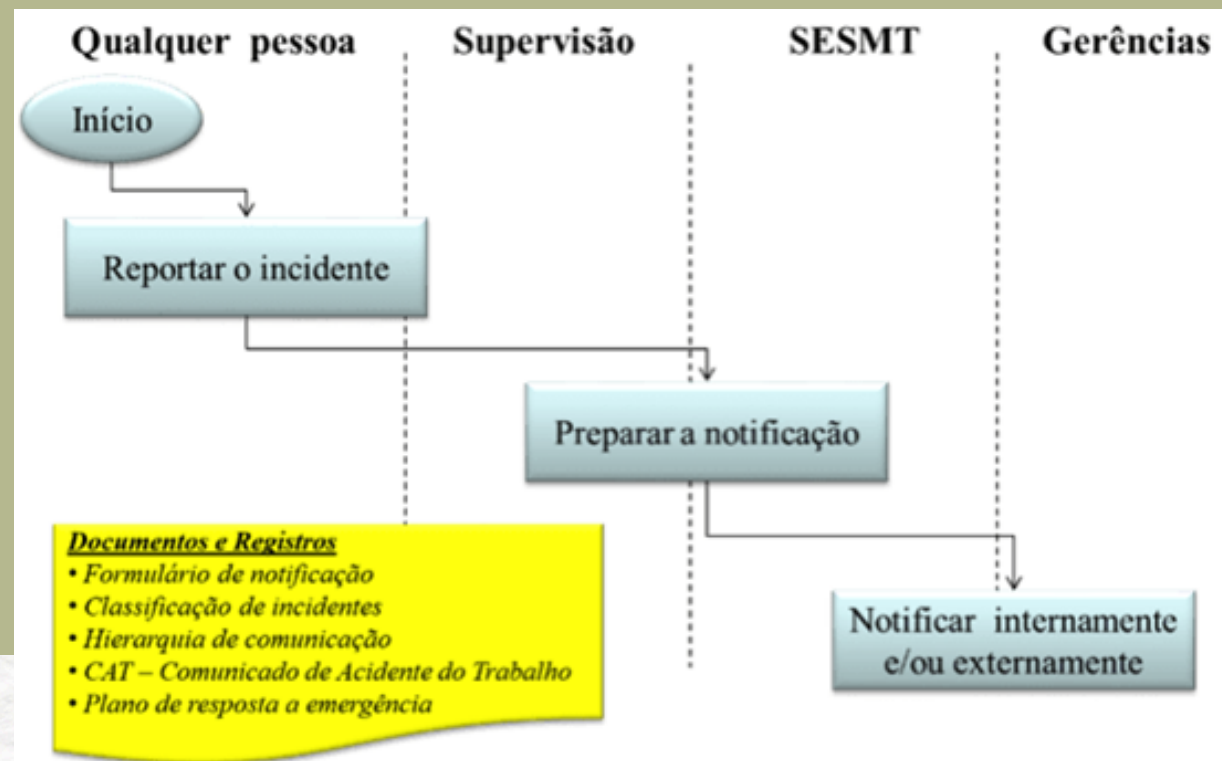 Qualquer pessoa
Supervisão
SESMT
Gerências
Início
Reportar o incidente
Preparar a notificação
Documentos e Registros
• Formulário de notificação
• Classificação de incidentes
• Hierarquia de comunicação
• CAT – Comunicado de Acidente do Trabalho
• Plano de resposta a emergência
Notificar internamente
e/ou externamente